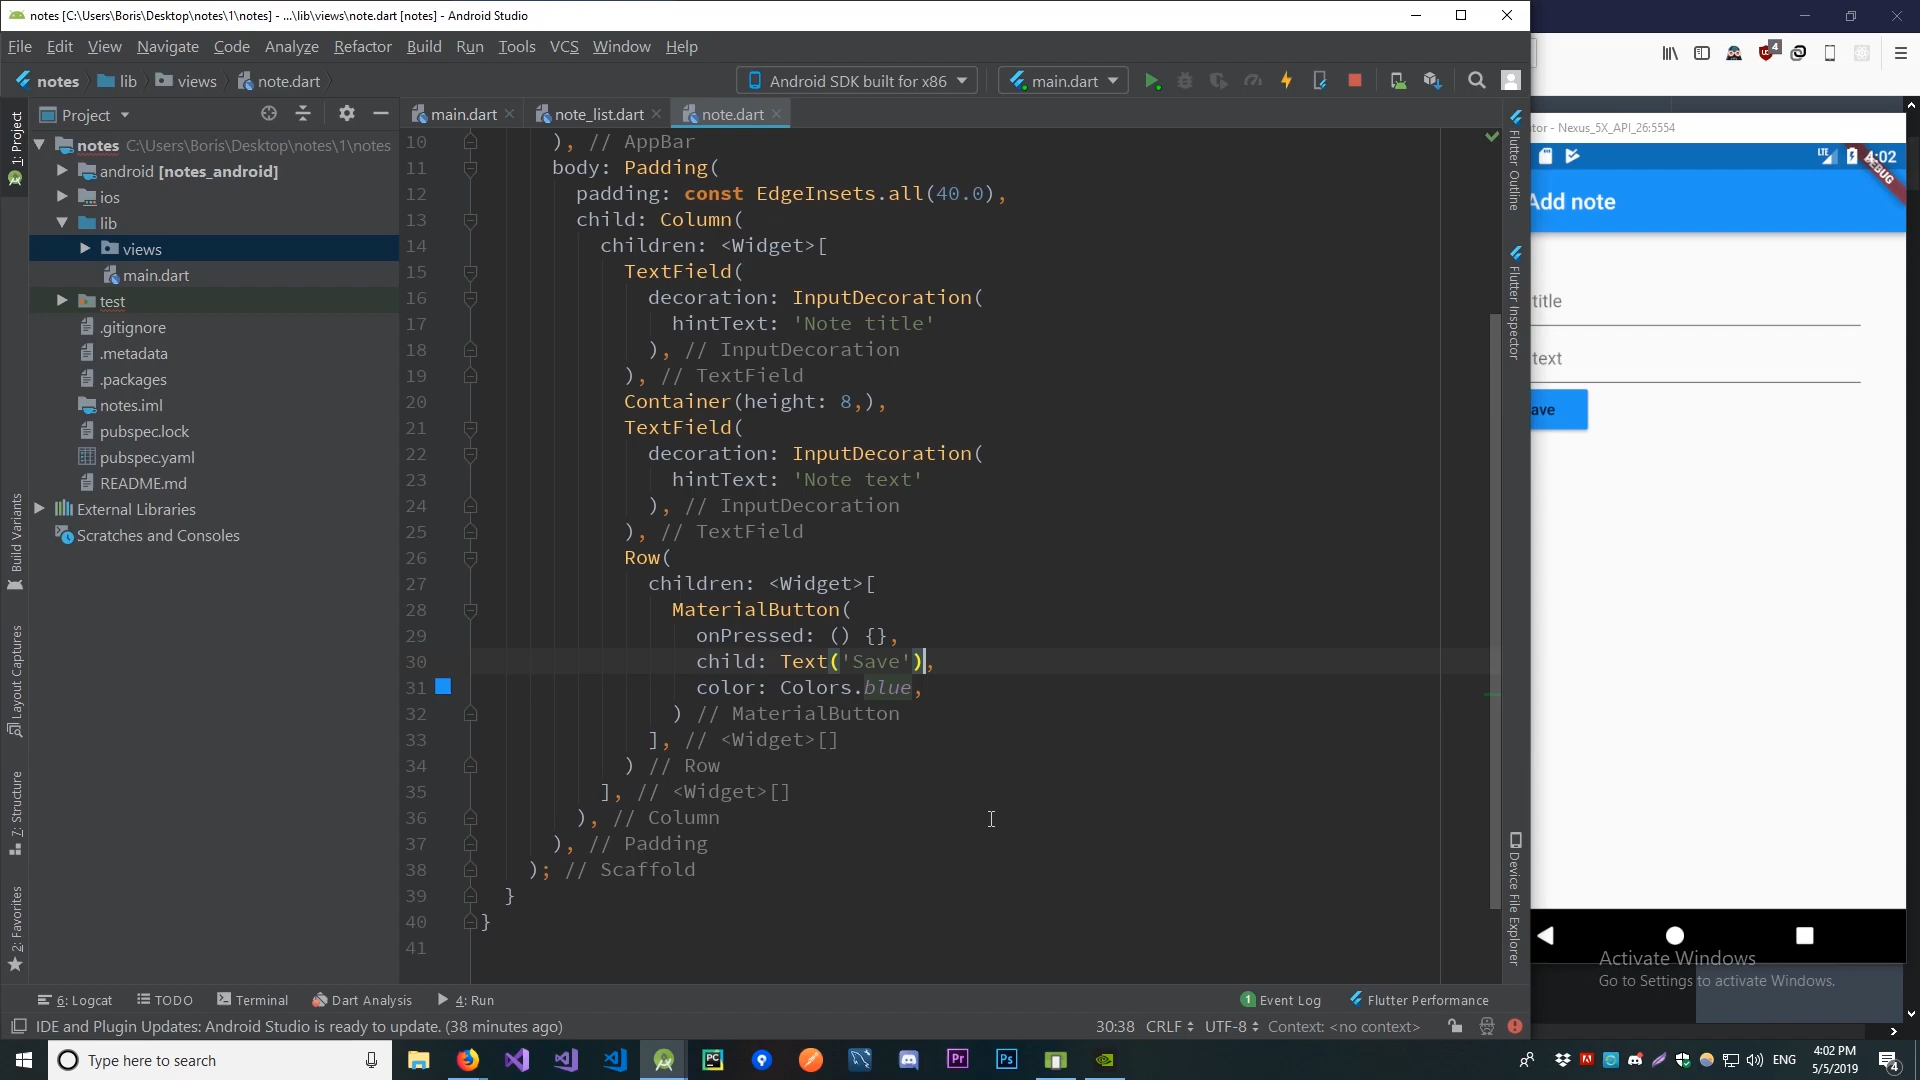 notes [C:\Users\Boris\Desktop\notes\1\notes] - ...\lib\views\note.dart [notes] - Android Studio
File Edit View Navigate Code Analyze Refactor Build Run Tools VCS Window Help
notes lib views note.dart Android SDK built for x86 main.dart
4
1: Project
Project
main.dart note_list.dart note.dart
notes C:\Users\Boris\Desktop\notes\1\notes
android [notes_android]
ios
lib
views
main.dart
test
.gitignore
.metadata
.packages
notes.iml
pubspec.lock
pubspec.yaml
README.md
External Libraries
Scratches and Consoles
Build Variants
Layout Captures
7: Structure
2: Favorites
10 ), // AppBar
11 body: Padding(
12 padding: const EdgeInsets.all(40.0),
13 child: Column(
14 children: <Widget>[
15 TextField(
16 decoration: InputDecoration(
17 hintText: 'Note title'
18 ), // InputDecoration
19 ), // TextField
20 Container(height: 8,),
21 TextField(
22 decoration: InputDecoration(
23 hintText: 'Note text'
24 ), // InputDecoration
25 ), // TextField
26 Row(
27 children: <Widget>[
28 MaterialButton(
29 onPressed: () {},
30 child: Text('Save'),
31 color: Colors.blue,
32 ) // MaterialButton
33 ], // <Widget>[]
34 ) // Row
35 ], // <Widget>[]
36 ), // Column
37 ), // Padding
38 ); // Scaffold
39 }
40 }
41
Flutter Outline
Flutter Inspector
Device File Explorer
tor - Nexus_5X_API_26:5554
LTE 4:02
DEBUG
Add note
title
text
ave
Activate Windows
Go to Settings to activate Windows.
6: Logcat TODO Terminal Dart Analysis 4: Run 1 Event Log Flutter Performance
IDE and Plugin Updates: Android Studio is ready to update. (38 minutes ago) 30:38 CRLF UTF-8 Context: <no context>
Type here to search
PC
Pr
Ps
ENG
4:02 PM
5/5/2019
4